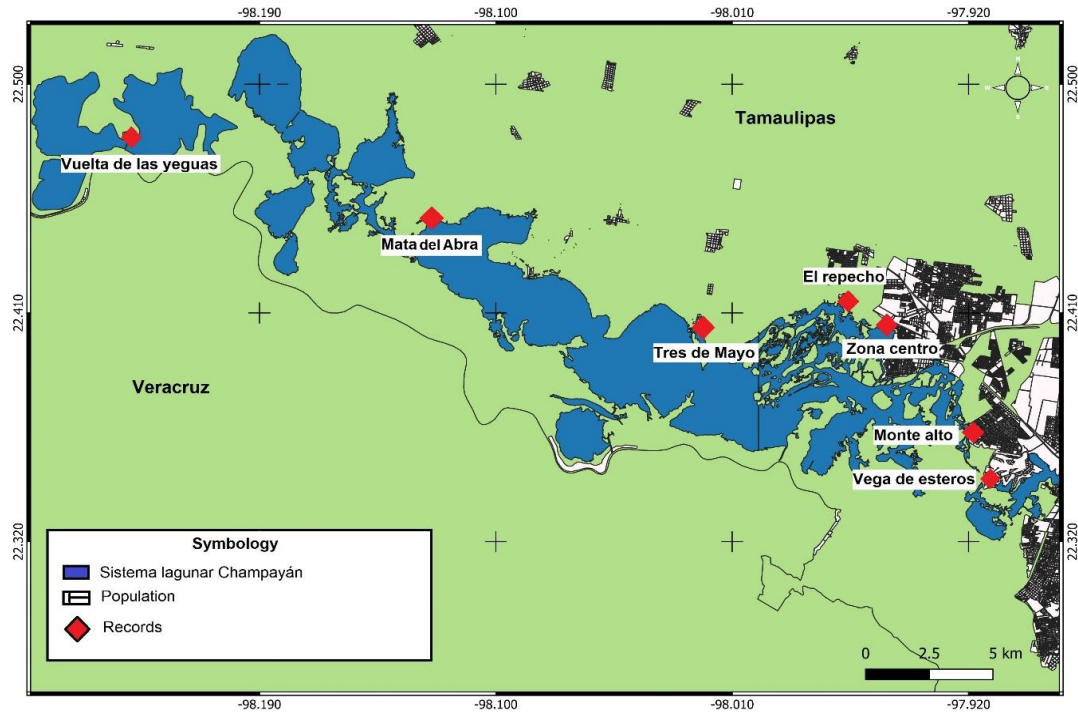 -98.190 -98.100 -98.010 -97.920
22.500 22.500
Tamaulipas
Vuelta de las yeguas
Mata del Abra
El repecho
22.410 22.410
Tres de Mayo
Zona centro
Veracruz
Monte alto
Vega de esteros
22.320 22.320
Symbology
Sistema lagunar Champayán
Population
Records
0 2.5 5 km
-98.190 -98.100 -98.010 -97.920